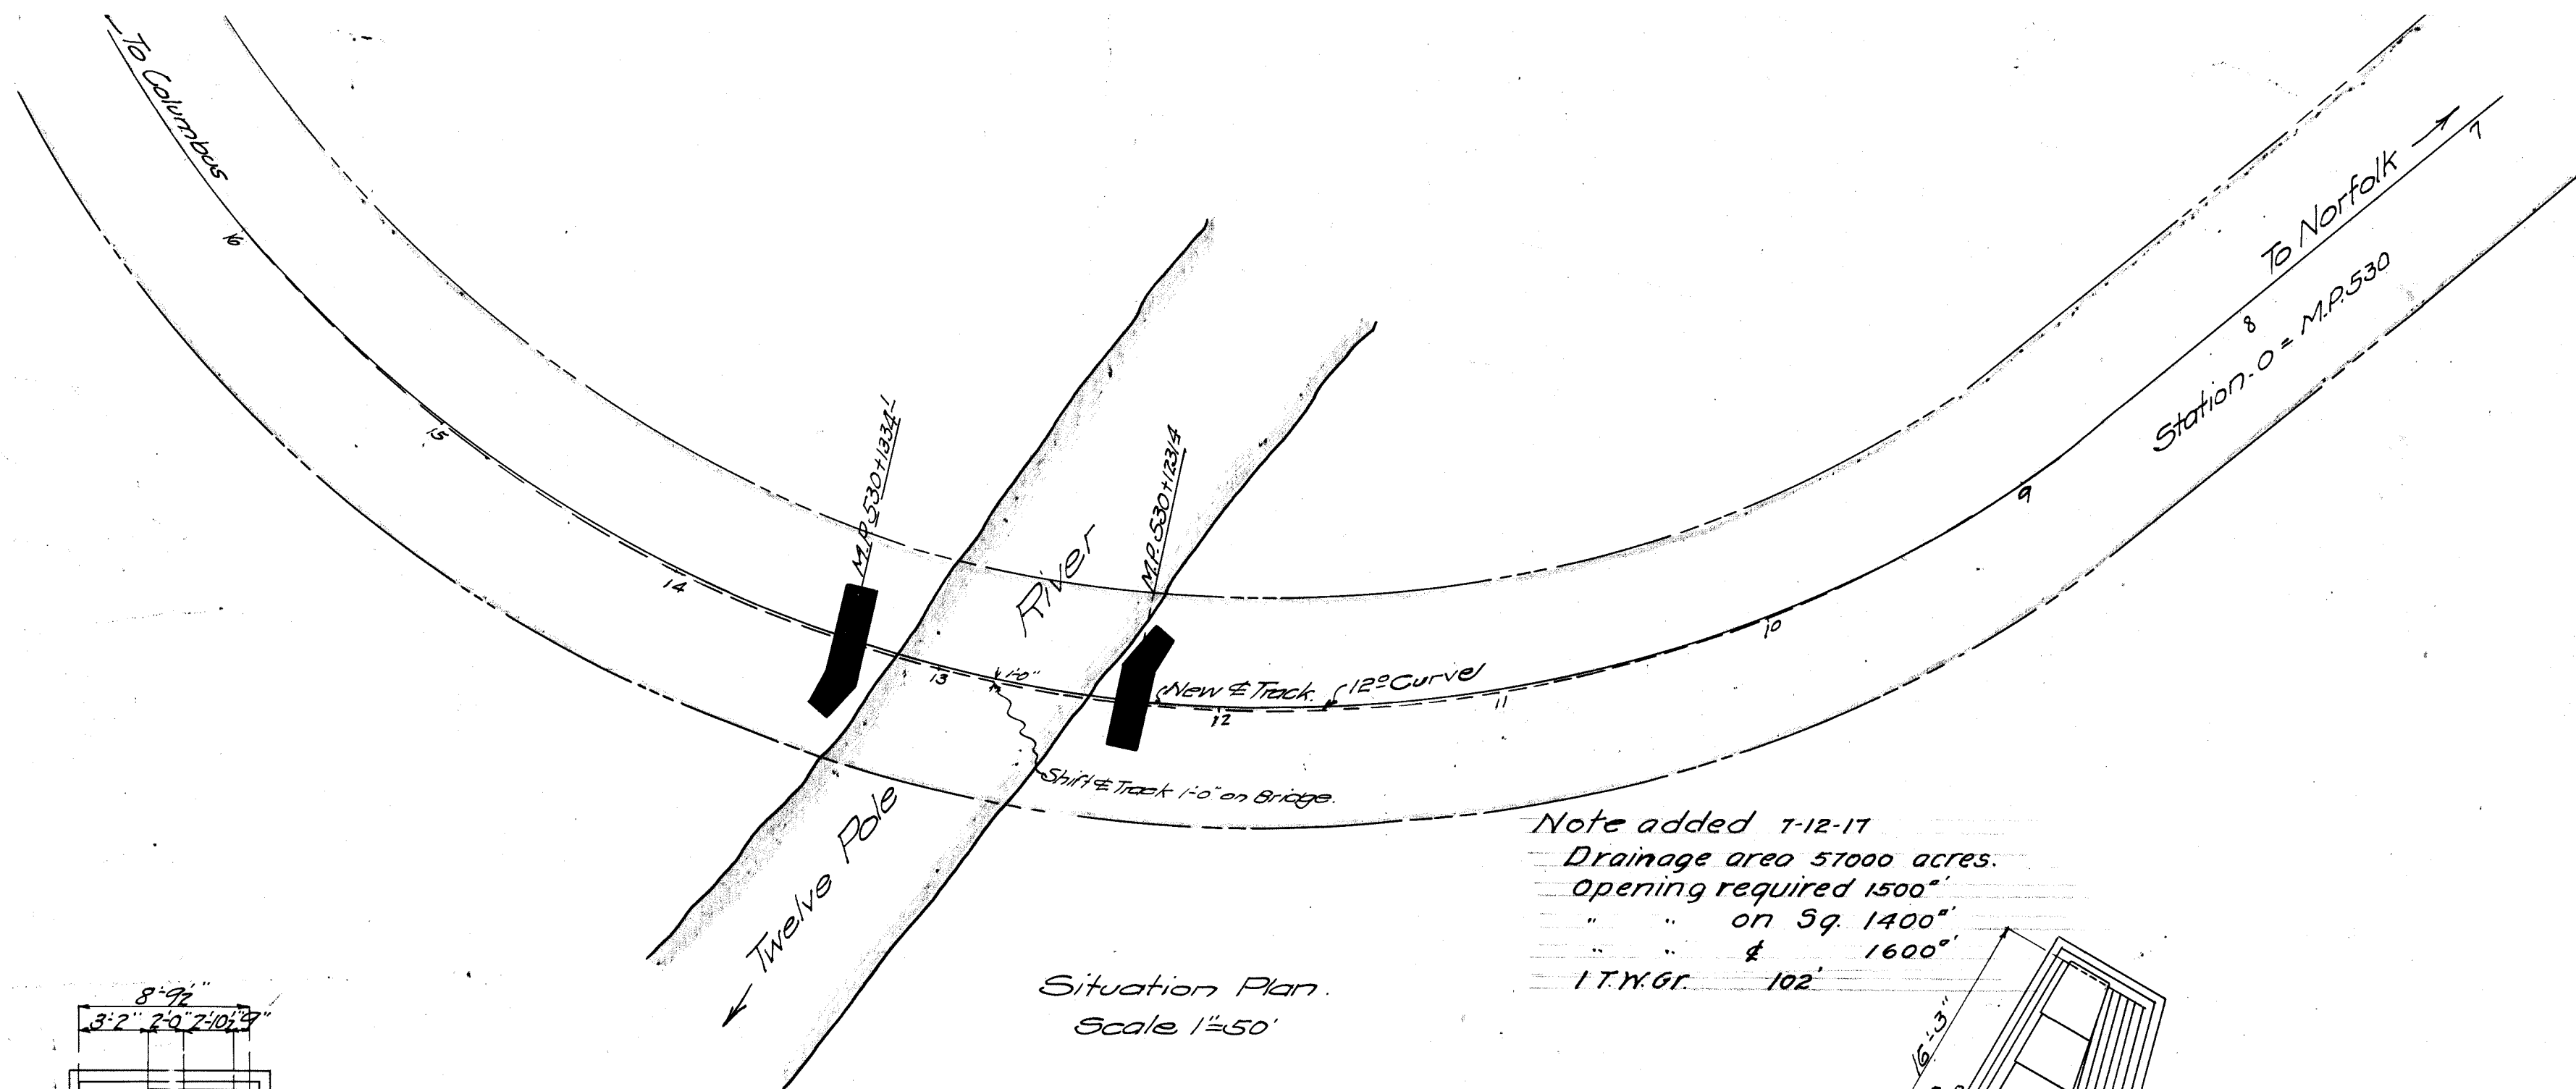 To Columbus
16
15
14
13
12
11
10
9
8
7
To Norfolk
Station-0 = M.P. 530
M.P. 530+1334
M.P. 530+1231
River
1'-0"
New ℄ Track.
12° Curve
Shift ℄ Track 1'-0" on Bridge.
Twelve Pole
Note added 7-12-17
Drainage area 57000 acres.
Opening required 1500□'
" " on Sq. 1400□'
" " ℄ 1600□'
1 T.W.Gr. 102'
Situation Plan.
Scale 1"=50'
8'-9½"
3'-2" 2'-0" 2'-10½" 9"
16'-3"